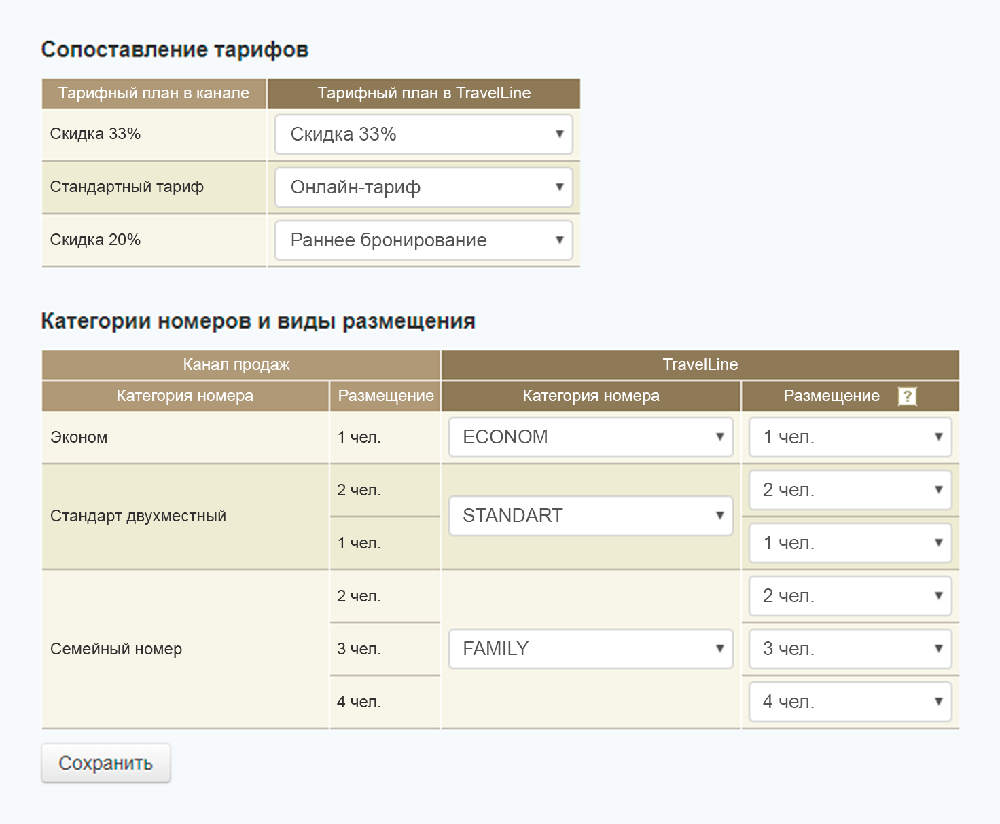 Сопоставление тарифов
Тарифный план в канале Тарифный план в TravelLine
Скидка 33% Скидка 33%
Стандартный тариф Онлайн-тариф
Скидка 20% Раннее бронирование
Категории номеров и виды размещения
Канал продаж TravelLine
Категория номера Размещение Категория номера Размещение ?
Эконом 1 чел. ECONOM 1 чел.
Стандарт двухместный 2 чел. STANDART 2 чел.
1 чел. 1 чел.
2 чел. 2 чел.
Семейный номер 3 чел. FAMILY 3 чел.
4 чел. 4 чел.
Сохранить